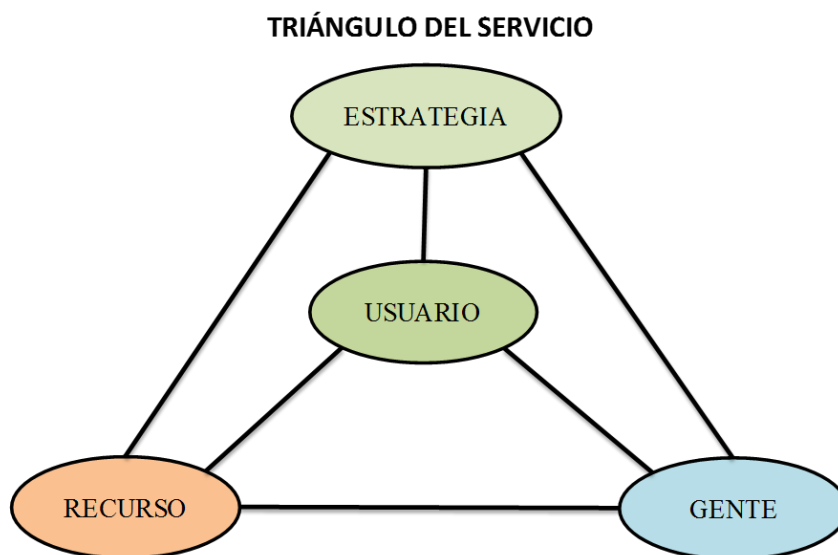 TRIÁNGULO DEL SERVICIO
ESTRATEGIA
USUARIO
RECURSO
GENTE